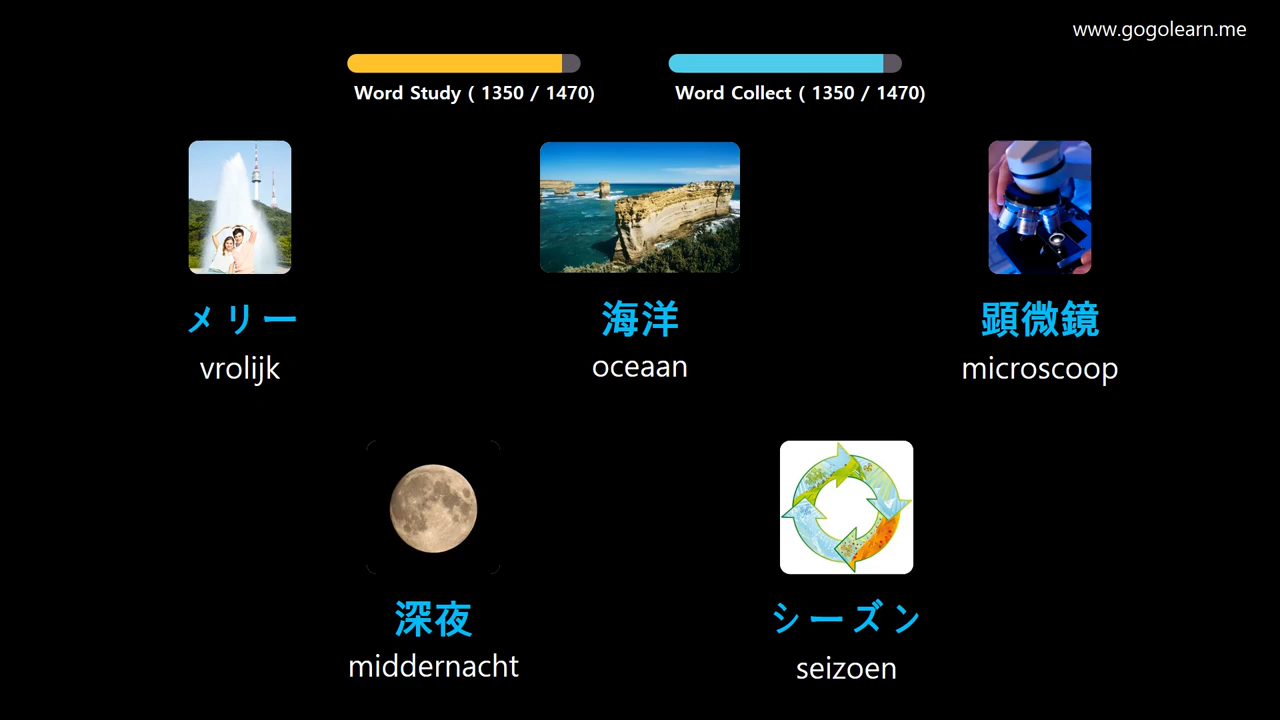 www.gogolearn.me
Word Study ( 1350 / 1470)
Word Collect ( 1350 / 1470)
メリー
vrolijk
海洋
oceaan
顕微鏡
microscoop
深夜
middernacht
シーズン
seizoen